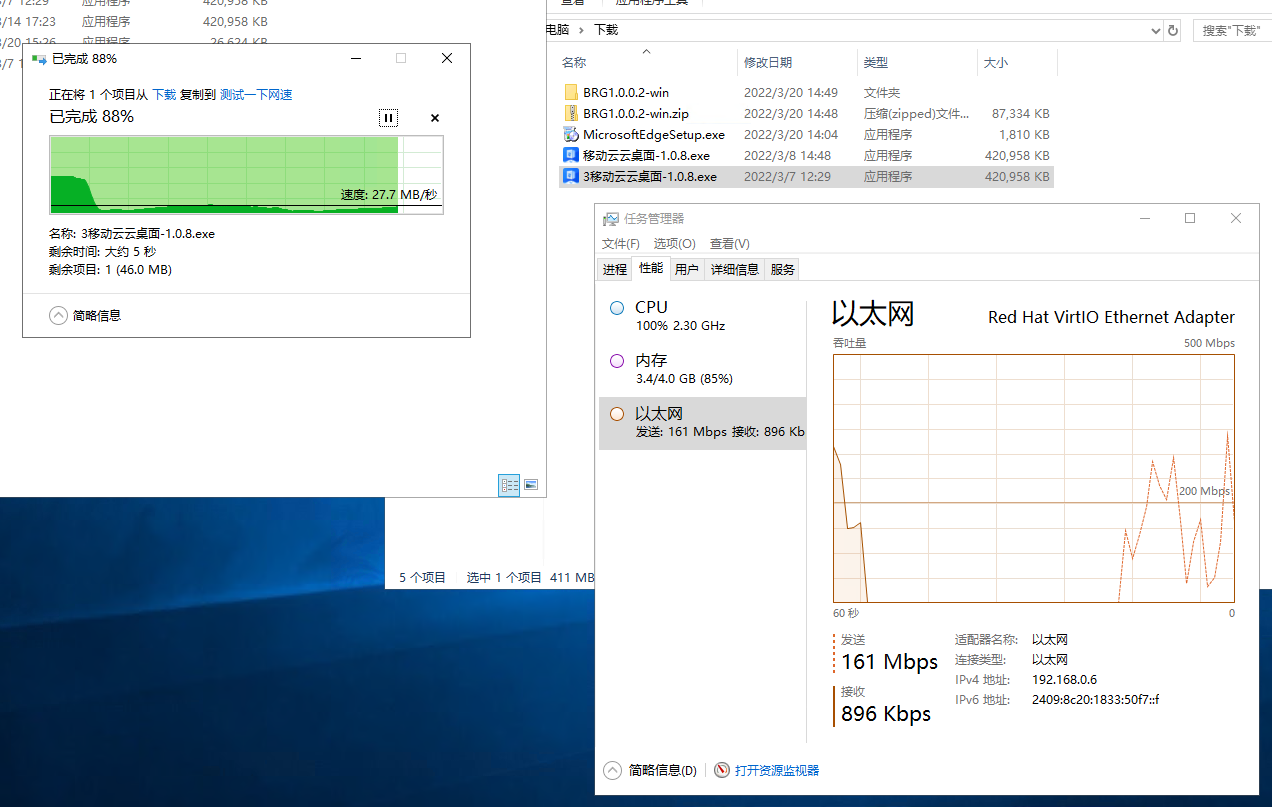 3/7 12:29 应用程序 420,958 KB
3/14 17:23 应用程序 420,958 KB
3/20 15:26 应用程序 26,624 KB
3/7 1
已完成 88%
正在将 1 个项目从 下载 复制到 测试一下网速
已完成 88%
速度: 27.7 MB/秒
名称: 3移动云云桌面-1.0.8.exe
剩余时间: 大约 5 秒
剩余项目: 1 (46.0 MB)
简略信息
查看 应用程序工具
电脑 › 下载 搜索"下载"
名称 修改日期 类型 大小
BRG1.0.0.2-win 2022/3/20 14:49 文件夹
BRG1.0.0.2-win.zip 2022/3/20 14:48 压缩(zipped)文件... 87,334 KB
MicrosoftEdgeSetup.exe 2022/3/20 14:04 应用程序 1,810 KB
移动云云桌面-1.0.8.exe 2022/3/8 14:48 应用程序 420,958 KB
3移动云云桌面-1.0.8.exe 2022/3/7 12:29 应用程序 420,958 KB
5 个项目 选中 1 个项目 411 MB
任务管理器
文件(F) 选项(O) 查看(V)
进程 性能 用户 详细信息 服务
CPU
100% 2.30 GHz
内存
3.4/4.0 GB (85%)
以太网
发送: 161 Mbps 接收: 896 Kb
以太网 Red Hat VirtIO Ethernet Adapter
吞吐量 500 Mbps
200 Mbps
60 秒 0
发送
161 Mbps
接收
896 Kbps
适配器名称: 以太网
连接类型: 以太网
IPv4 地址: 192.168.0.6
IPv6 地址: 2409:8c20:1833:50f7::f
简略信息(D) 打开资源监视器